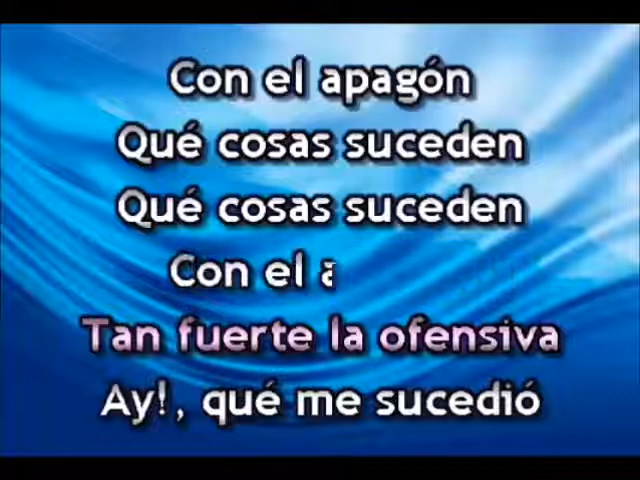 Con el apagón
Qué cosas suceden
Qué cosas suceden
Con el
Tan fuerte la ofensiva
Ay!, qué me sucedió